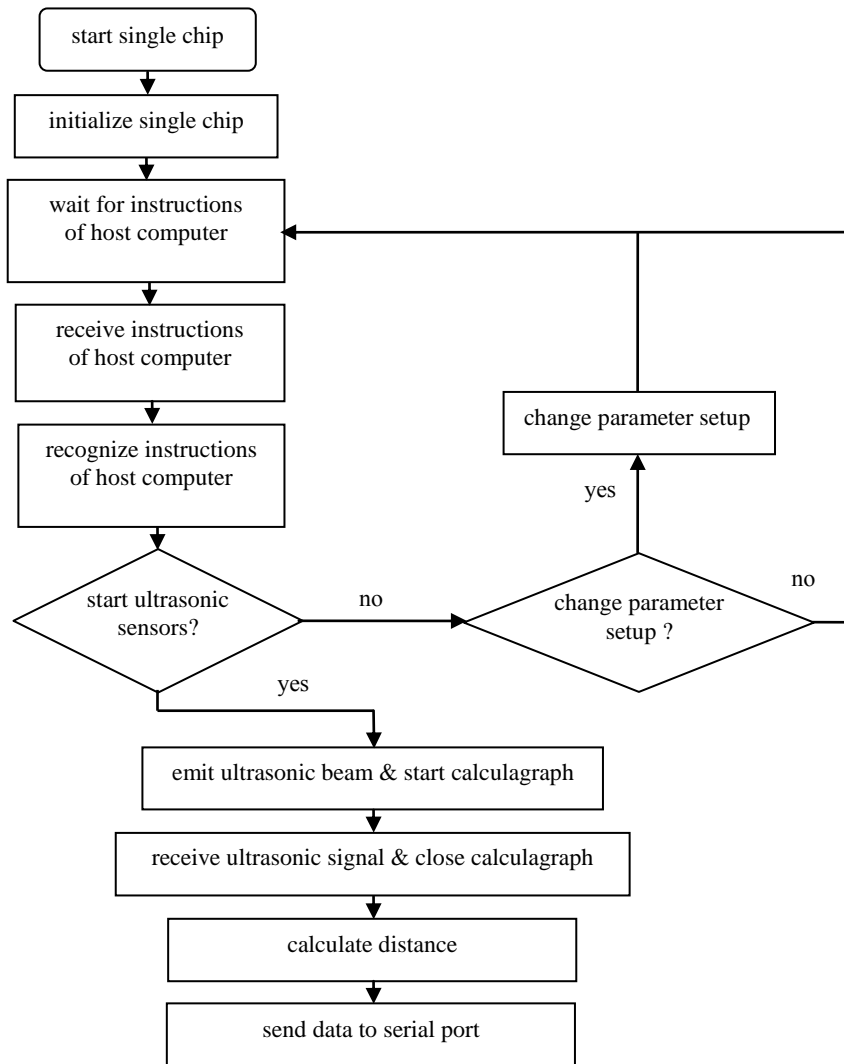 start single chip
initialize single chip
wait for instructions
of host computer
receive instructions
of host computer
change parameter setup
recognize instructions
of host computer
yes
start ultrasonic
sensors?
no
change parameter
setup ?
no
yes
emit ultrasonic beam & start calculagraph
receive ultrasonic signal & close calculagraph
calculate distance
send data to serial port